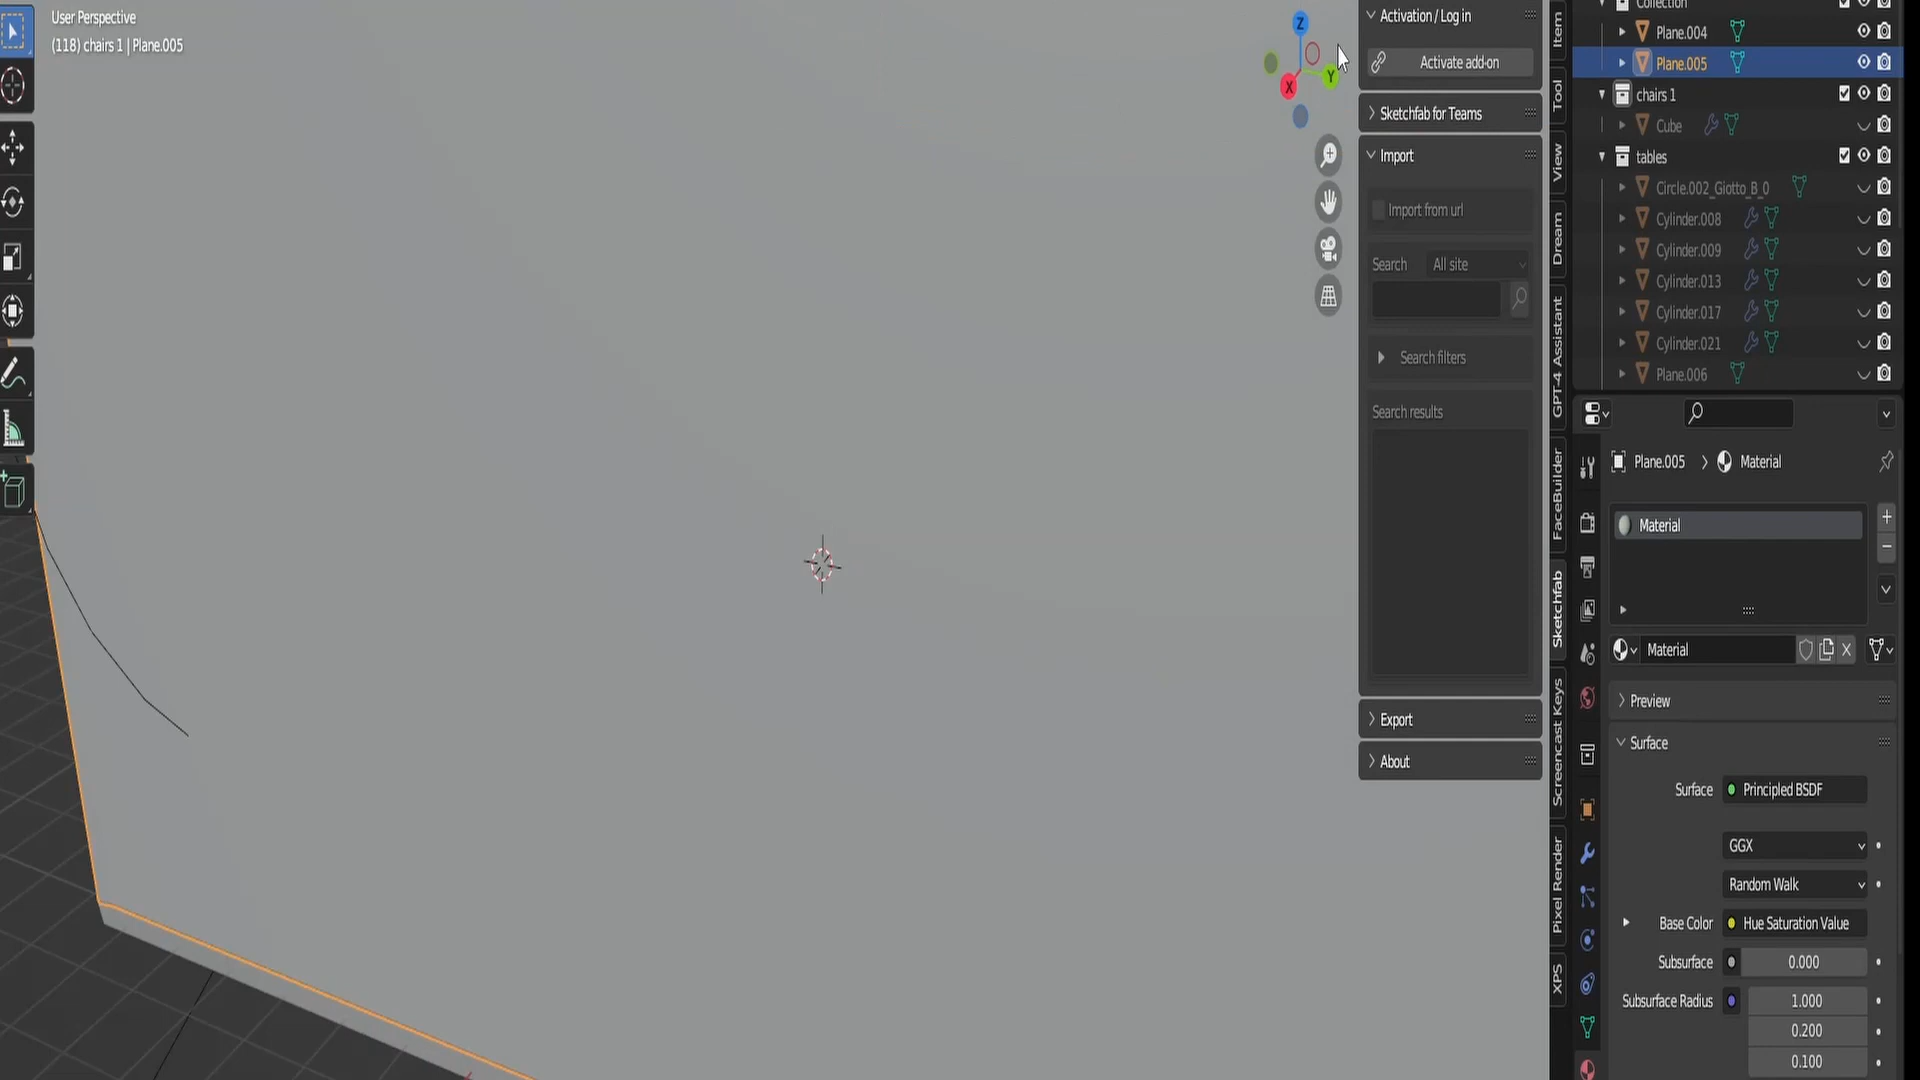 User Perspective
(118) chairs 1 | Plane.005
Z
Y
X
Activation / Log in
Activate add-on
Sketchfab for Teams
Import
Import from url
Search
All site
Search filters
Search results
Export
About
Item
Tool
View
Dream
GPT-4 Assistant
FaceBuilder
Sketchfab
Screencast Keys
Pixel Render
XPS
Collection
Plane.004
Plane.005
chairs 1
Cube
tables
Circle.002_Giotto_B_0
Cylinder.008
Cylinder.009
Cylinder.013
Cylinder.017
Cylinder.021
Plane.006
Plane.005 > Material
Material
Material
Preview
Surface
Surface Principled BSDF
GGX
Random Walk
Base Color Hue Saturation Value
Subsurface 0.000
Subsurface Radius 1.000
0.200
0.100